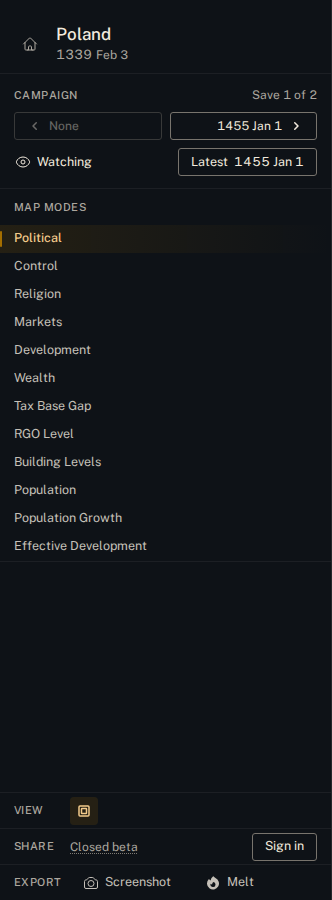 Poland
1339 Feb 3
CAMPAIGN Save 1 of 2
None 1455 Jan 1
Watching Latest 1455 Jan 1
MAP MODES
Political
Control
Religion
Markets
Development
Wealth
Tax Base Gap
RGO Level
Building Levels
Population
Population Growth
Effective Development
VIEW
SHARE Closed beta Sign in
EXPORT Screenshot Melt